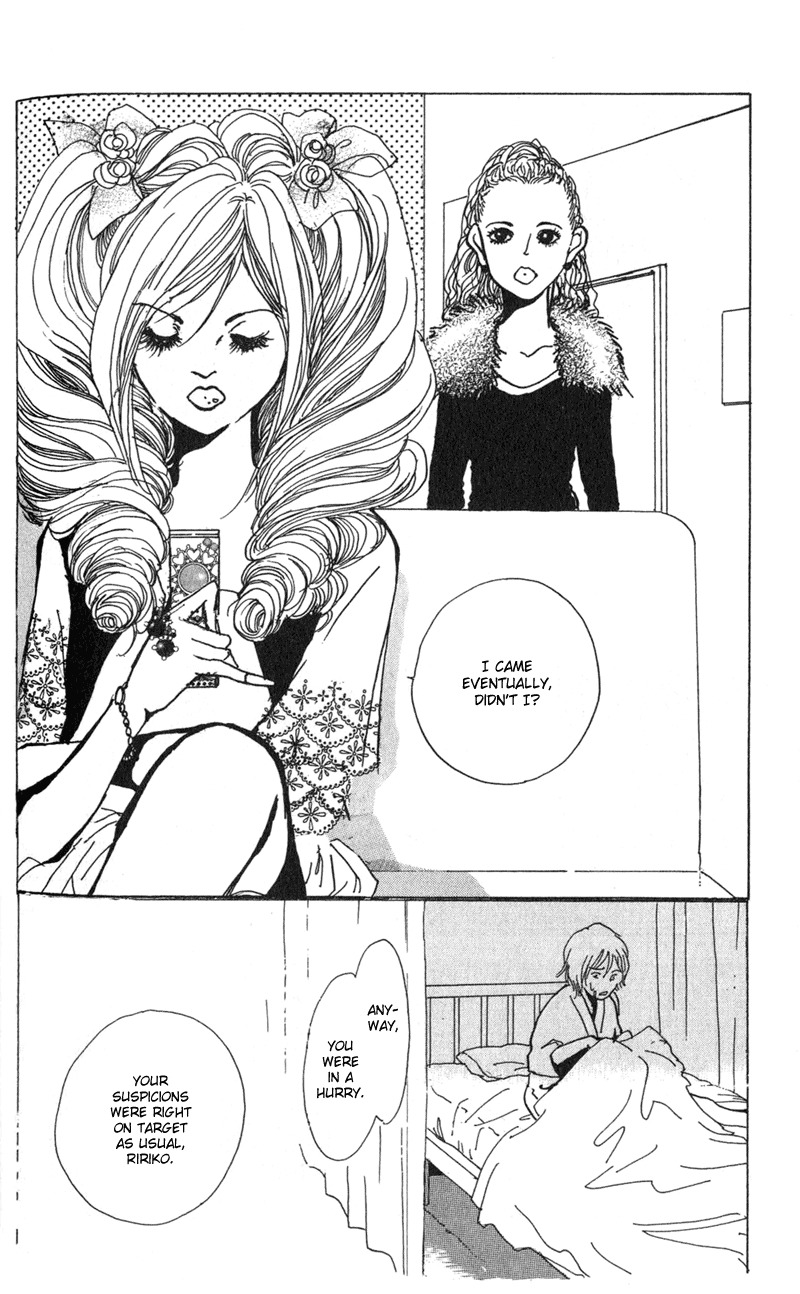 I CAME
EVENTUALLY,
DIDN'T I?
ANY-
WAY,
YOU
WERE
IN A
HURRY.
YOUR
SUSPICIONS
WERE RIGHT
ON TARGET
AS USUAL,
RIRIKO.